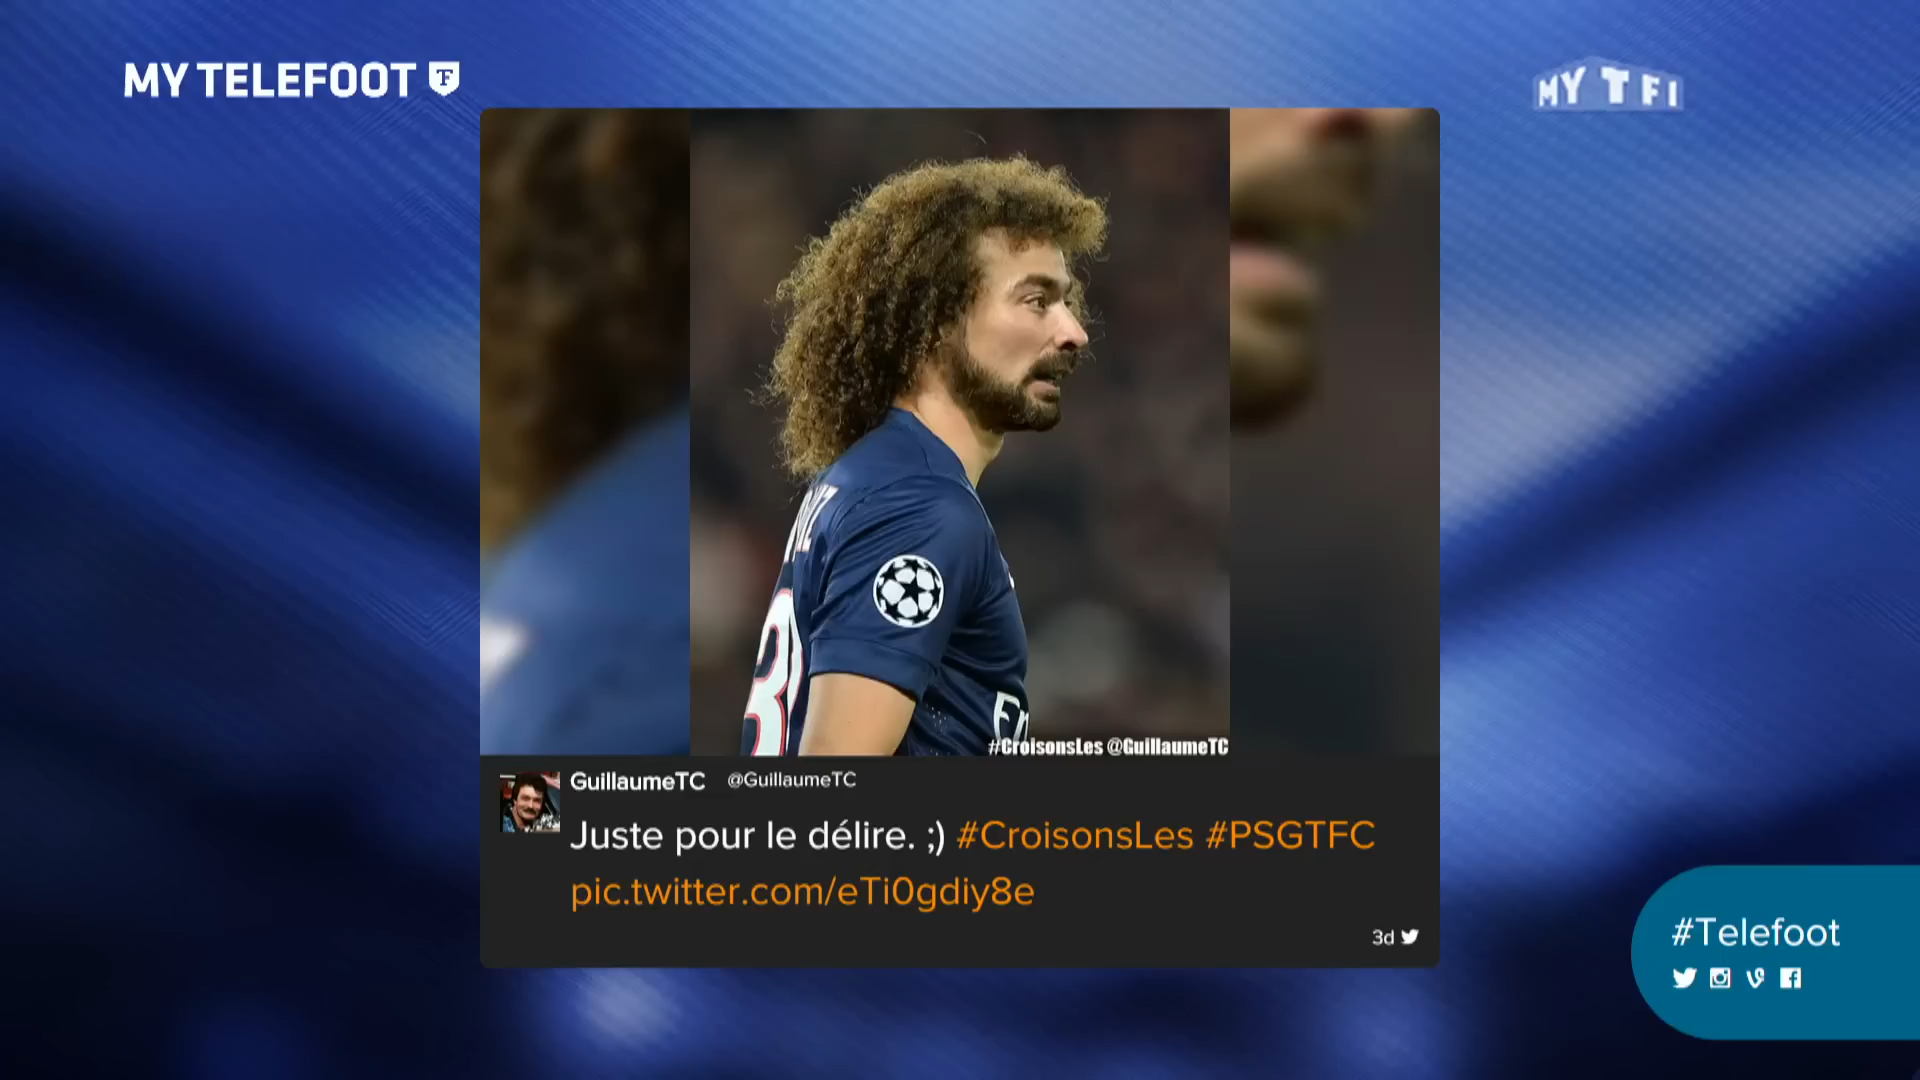 MY TELEFOOT
MY TF1
#CroisonsLes @GuillaumeTC
GuillaumeTC @GuillaumeTC
Juste pour le délire. ;) #CroisonsLes #PSGTFC
pic.twitter.com/eTi0gdiy8e
3d
#Telefoot